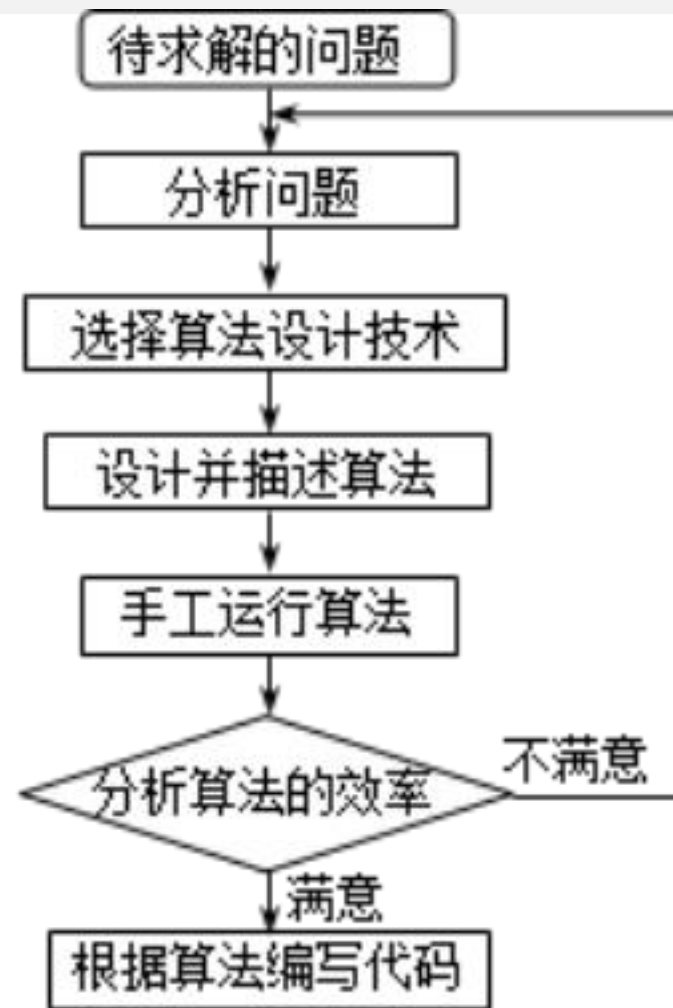 待求解的问题
分析问题
选择算法设计技术
设计并描述算法
手工运行算法
分析算法的效率
不满意
满意
根据算法编写代码